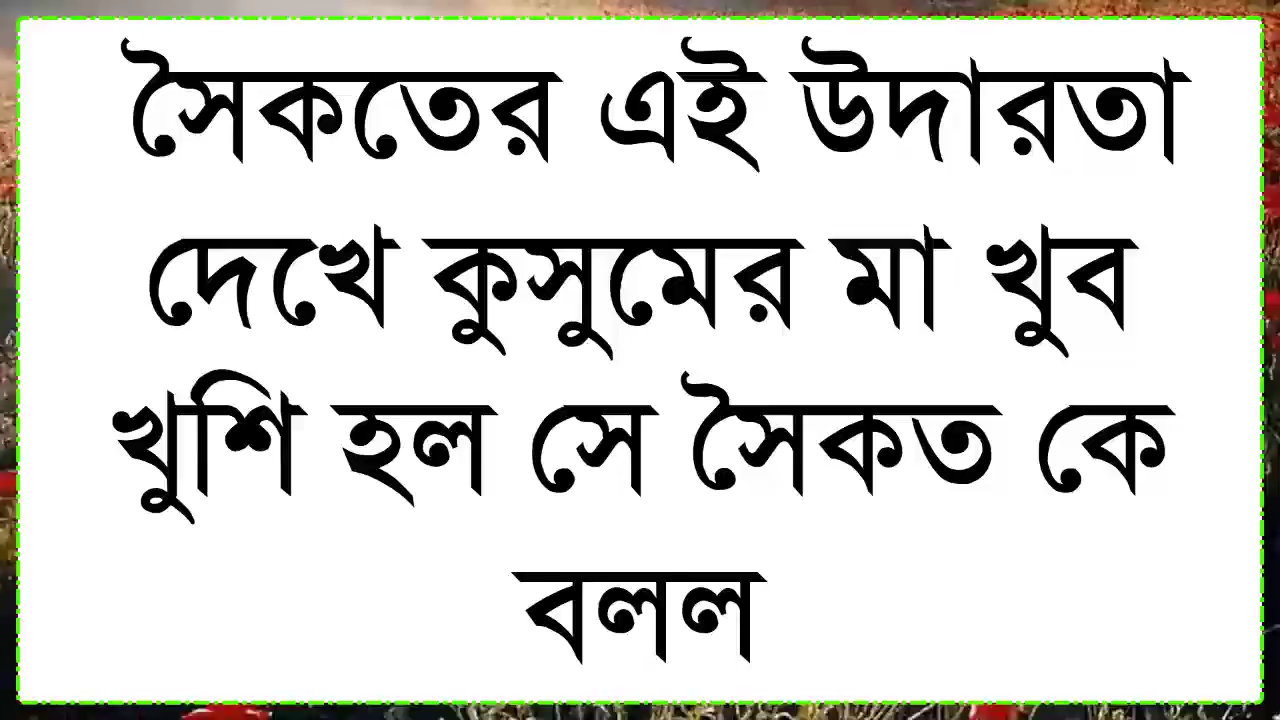 সৈকতের এই উদারতা
দেখে কুসুমের মা খুব
খুশি হল সে সৈকত কে
বলল